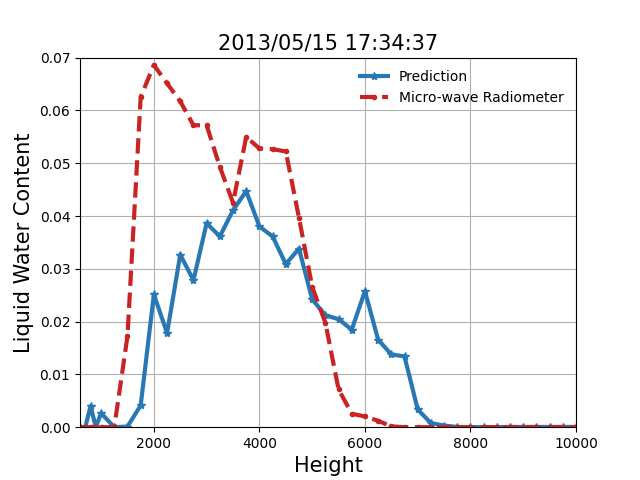 2013/05/15 17:34:37
Prediction
Micro-wave Radiometer
Liquid Water Content
0.07
0.06
0.05
0.04
0.03
0.02
0.01
0.00
2000 4000 6000 8000 10000
Height